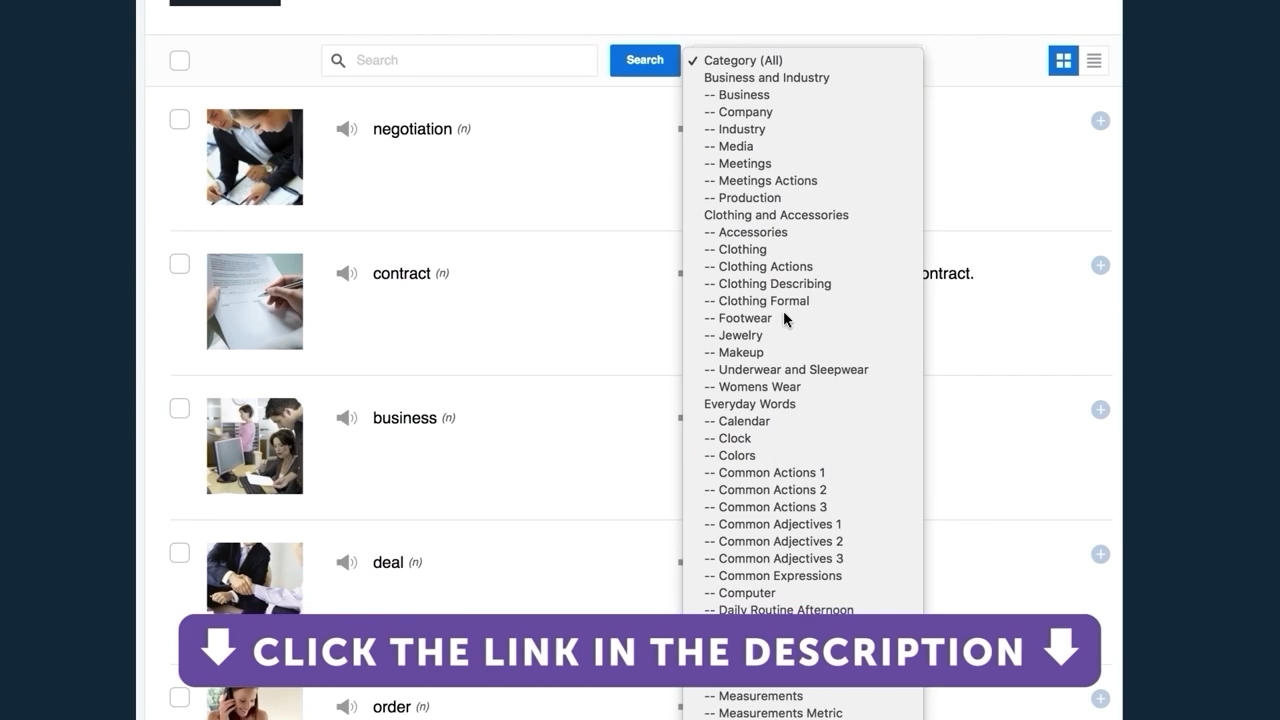 Search
Search
✓ Category (All)
Business and Industry
-- Business
-- Company
-- Industry
-- Media
-- Meetings
-- Meetings Actions
-- Production
Clothing and Accessories
-- Accessories
-- Clothing
-- Clothing Actions
-- Clothing Describing
-- Clothing Formal
-- Footwear
-- Jewelry
-- Makeup
-- Underwear and Sleepwear
-- Womens Wear
Everyday Words
-- Calendar
-- Clock
-- Colors
-- Common Actions 1
-- Common Actions 2
-- Common Actions 3
-- Common Adjectives 1
-- Common Adjectives 2
-- Common Adjectives 3
-- Common Expressions
-- Computer
-- Daily Routine Afternoon
-- Measurements
-- Measurements Metric
negotiation (n)
contract (n)
ontract.
business (n)
deal (n)
order (n)
CLICK THE LINK IN THE DESCRIPTION